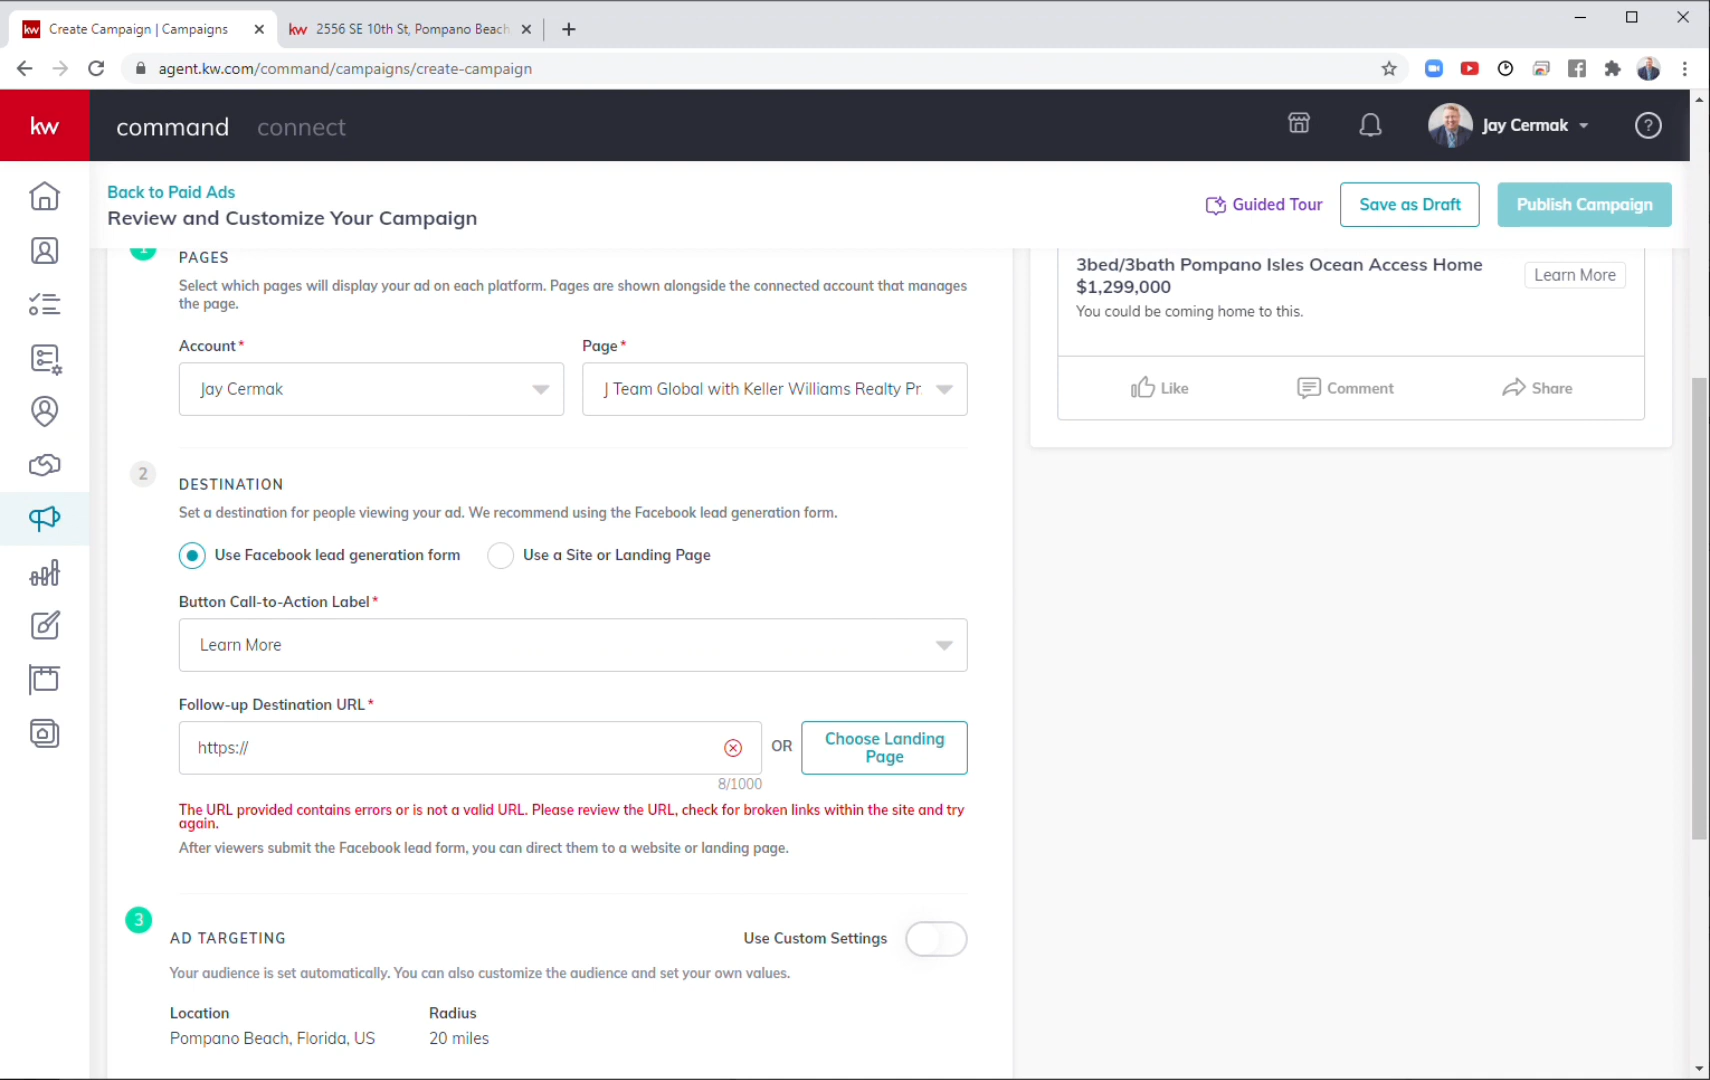 kw Create Campaign | Campaigns
kw 2556 SE 10th St, Pompano Beach
agent.kw.com/command/campaigns/create-campaign
kw
command connect
Jay Cermak
?
Back to Paid Ads
Review and Customize Your Campaign
Guided Tour
Save as Draft
Publish Campaign
1
PAGES
Select which pages will display your ad on each platform. Pages are shown alongside the connected account that manages
the page.
Account*
Page*
Jay Cermak
J Team Global with Keller Williams Realty Pr
2
DESTINATION
Set a destination for people viewing your ad. We recommend using the Facebook lead generation form.
Use Facebook lead generation form
Use a Site or Landing Page
Button Call-to-Action Label*
Learn More
Follow-up Destination URL*
https://
OR
Choose Landing
Page
8/1000
The URL provided contains errors or is not a valid URL. Please review the URL, check for broken links within the site and try
again.
After viewers submit the Facebook lead form, you can direct them to a website or landing page.
3
AD TARGETING
Use Custom Settings
Your audience is set automatically. You can also customize the audience and set your own values.
Location
Radius
Pompano Beach, Florida, US
20 miles
3bed/3bath Pompano Isles Ocean Access Home
$1,299,000
Learn More
You could be coming home to this.
Like
Comment
Share